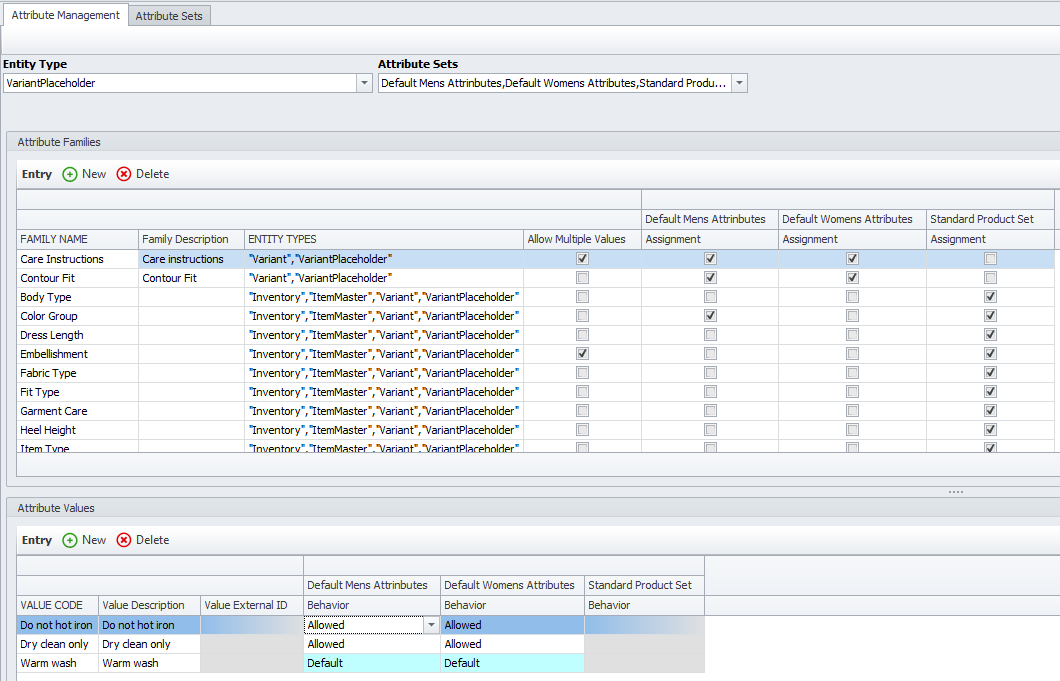 Attribute Management Attribute Sets
Entity Type Attribute Sets
VariantPlaceholder Default Mens Attrinbutes,Default Womens Attributes,Standard Produ...
Attribute Families
Entry New Delete
Default Mens Attrinbutes Default Womens Attributes Standard Product Set
FAMILY NAME Family Description ENTITY TYPES Allow Multiple Values Assignment Assignment Assignment
Care Instructions Care instructions "Variant","VariantPlaceholder"
Contour Fit Contour Fit "Variant","VariantPlaceholder"
Body Type "Inventory","ItemMaster","Variant","VariantPlaceholder"
Color Group "Inventory","ItemMaster","Variant","VariantPlaceholder"
Dress Length "Inventory","ItemMaster","Variant","VariantPlaceholder"
Embellishment "Inventory","ItemMaster","Variant","VariantPlaceholder"
Fabric Type "Inventory","ItemMaster","Variant","VariantPlaceholder"
Fit Type "Inventory","ItemMaster","Variant","VariantPlaceholder"
Garment Care "Inventory","ItemMaster","Variant","VariantPlaceholder"
Heel Height "Inventory","ItemMaster","Variant","VariantPlaceholder"
Item Type "Inventory","ItemMaster","Variant","VariantPlaceholder"
Attribute Values
Entry New Delete
Default Mens Attrinbutes Default Womens Attributes Standard Product Set
VALUE CODE Value Description Value External ID Behavior Behavior Behavior
Do not hot iron Do not hot iron Allowed Allowed
Dry clean only Dry clean only Allowed Allowed
Warm wash Warm wash Default Default